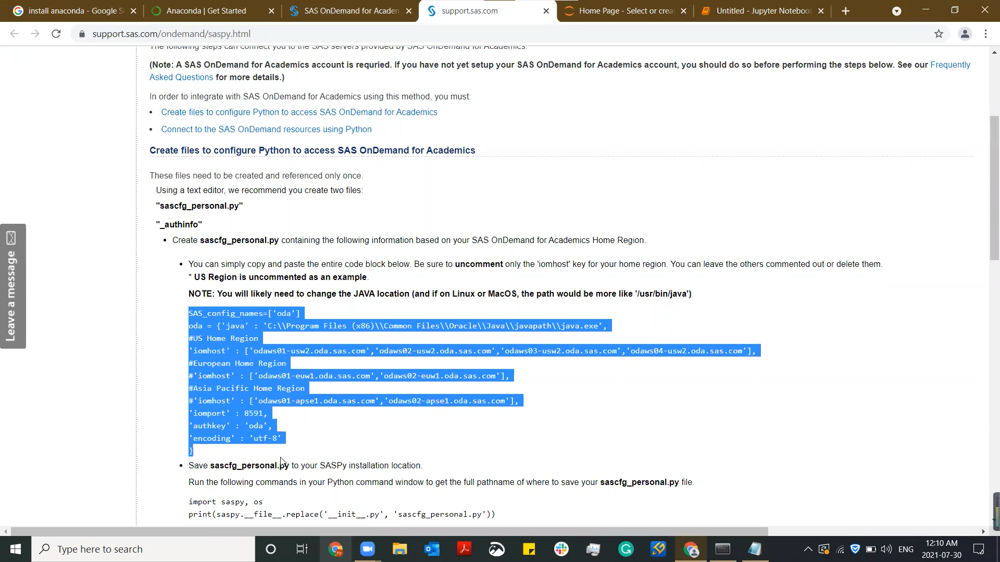 install anaconda - Google S
Anaconda | Get Started
SAS OnDemand for Academ
support.sas.com
Home Page - Select or creat
Untitled - Jupyter Notebook
support.sas.com/ondemand/saspy.html
The following steps can connect you to the SAS servers provided by SAS OnDemand for Academics.
(Note: A SAS OnDemand for Academics account is requried. If you have not yet setup your SAS OnDemand for Academics account, you should do so before performing the steps below. See our Frequently
Asked Questions for more details.)
In order to integrate with SAS OnDemand for Academics using this method, you must:
• Create files to configure Python to access SAS OnDemand for Academics
• Connect to the SAS OnDemand resources using Python
Create files to configure Python to access SAS OnDemand for Academics
These files need to be created and referenced only once.
Using a text editor, we recommend you create two files:
"sascfg_personal.py"
"_authinfo"
• Create sascfg_personal.py containing the following information based on your SAS OnDemand for Academics Home Region.
• You can simply copy and paste the entire code block below. Be sure to uncomment only the 'iomhost' key for your home region. You can leave the others commented out or delete them.
* US Region is uncommented as an example.
NOTE: You will likely need to change the JAVA location (and if on Linux or MacOS, the path would be more like '/usr/bin/java')
SAS_config_names=['oda']
oda = {'java' : 'C:\\Program Files (x86)\\Common Files\\Oracle\\Java\\javapath\\java.exe',
#US Home Region
'iomhost' : ['odaws01-usw2.oda.sas.com','odaws02-usw2.oda.sas.com','odaws03-usw2.oda.sas.com','odaws04-usw2.oda.sas.com'],
#European Home Region
#'iomhost' : ['odaws01-euw1.oda.sas.com','odaws02-euw1.oda.sas.com'],
#Asia Pacific Home Region
#'iomhost' : ['odaws01-apse1.oda.sas.com','odaws02-apse1.oda.sas.com'],
'iomport' : 8591,
'authkey' : 'oda',
'encoding' : 'utf-8'
}
• Save sascfg_personal.py to your SASPy installation location.
Run the following commands in your Python command window to get the full pathname of where to save your sascfg_personal.py file.
import saspy, os
print(saspy.__file__.replace('__init__.py', 'sascfg_personal.py'))
Leave a message
Type here to search
ENG
12:10 AM
2021-07-30